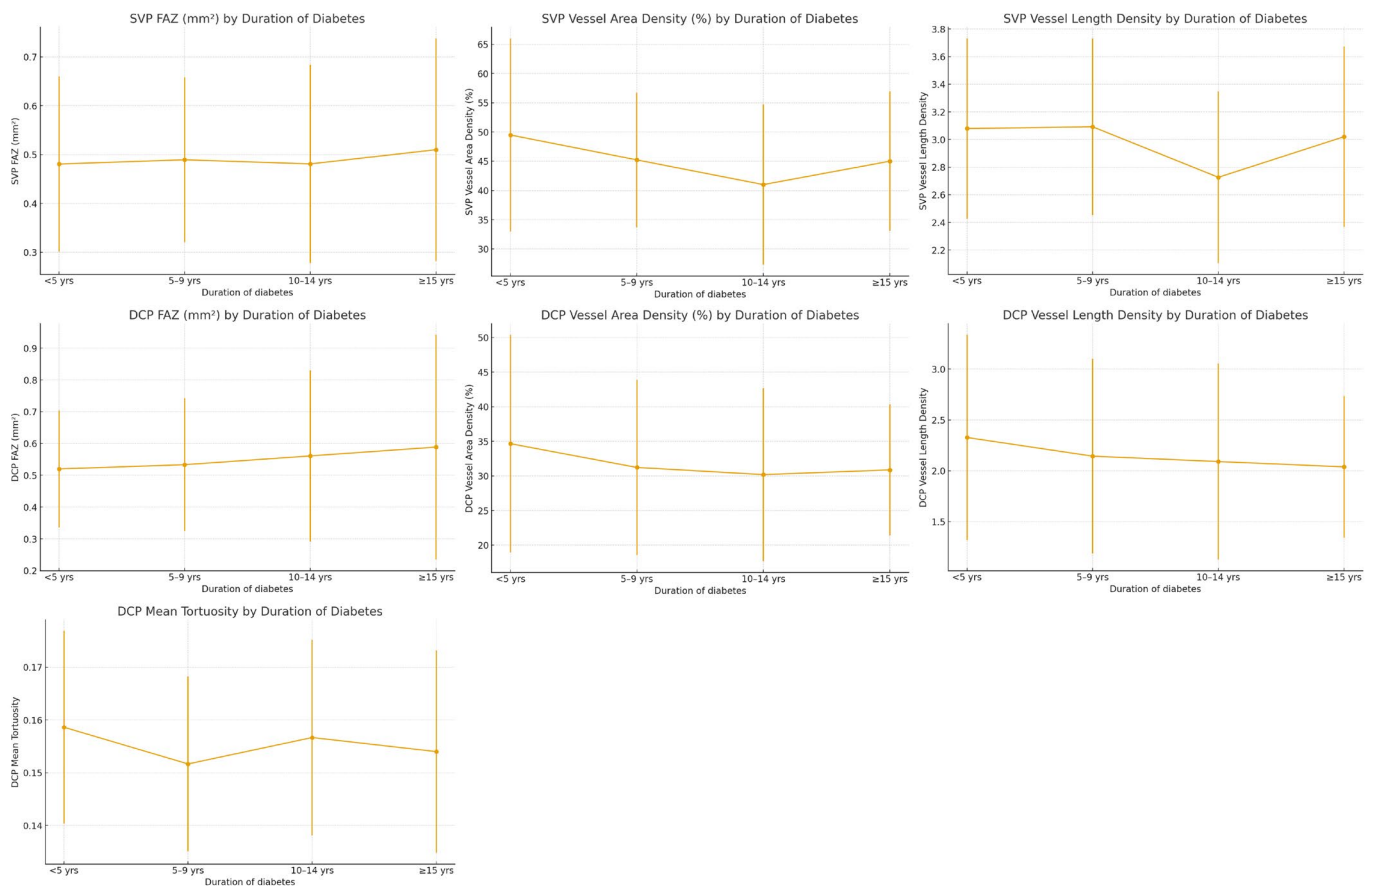 SVP FAZ (mm²) by Duration of Diabetes
SVP FAZ (mm²)
0.7
0.6
0.5
0.4
0.3
<5 yrs 5–9 yrs 10–14 yrs ≥15 yrs
Duration of diabetes
SVP Vessel Area Density (%) by Duration of Diabetes
SVP Vessel Area Density (%)
65
60
55
50
45
40
35
30
<5 yrs 5–9 yrs 10–14 yrs ≥15 yrs
Duration of diabetes
SVP Vessel Length Density by Duration of Diabetes
SVP Vessel Length Density
3.8
3.6
3.4
3.2
3.0
2.8
2.6
2.4
2.2
<5 yrs 5–9 yrs 10–14 yrs ≥15 yrs
Duration of diabetes
DCP FAZ (mm²) by Duration of Diabetes
DCP FAZ (mm²)
0.9
0.8
0.7
0.6
0.5
0.4
0.3
0.2
<5 yrs 5–9 yrs 10–14 yrs ≥15 yrs
Duration of diabetes
DCP Vessel Area Density (%) by Duration of Diabetes
DCP Vessel Area Density (%)
50
45
40
35
30
25
20
<5 yrs 5–9 yrs 10–14 yrs ≥15 yrs
Duration of diabetes
DCP Vessel Length Density by Duration of Diabetes
DCP Vessel Length Density
3.0
2.5
2.0
1.5
<5 yrs 5–9 yrs 10–14 yrs ≥15 yrs
Duration of diabetes
DCP Mean Tortuosity by Duration of Diabetes
DCP Mean Tortuosity
0.17
0.16
0.15
0.14
<5 yrs 5–9 yrs 10–14 yrs ≥15 yrs
Duration of diabetes